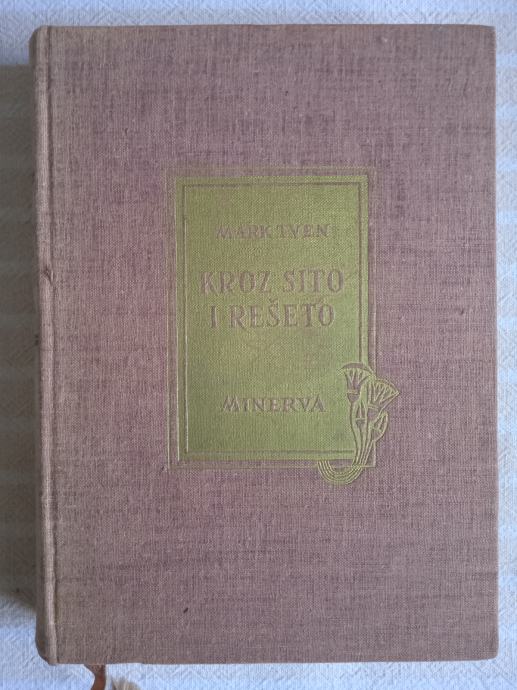 MARK TVEN
KROZ SITO
I REŠETO
MINERVA